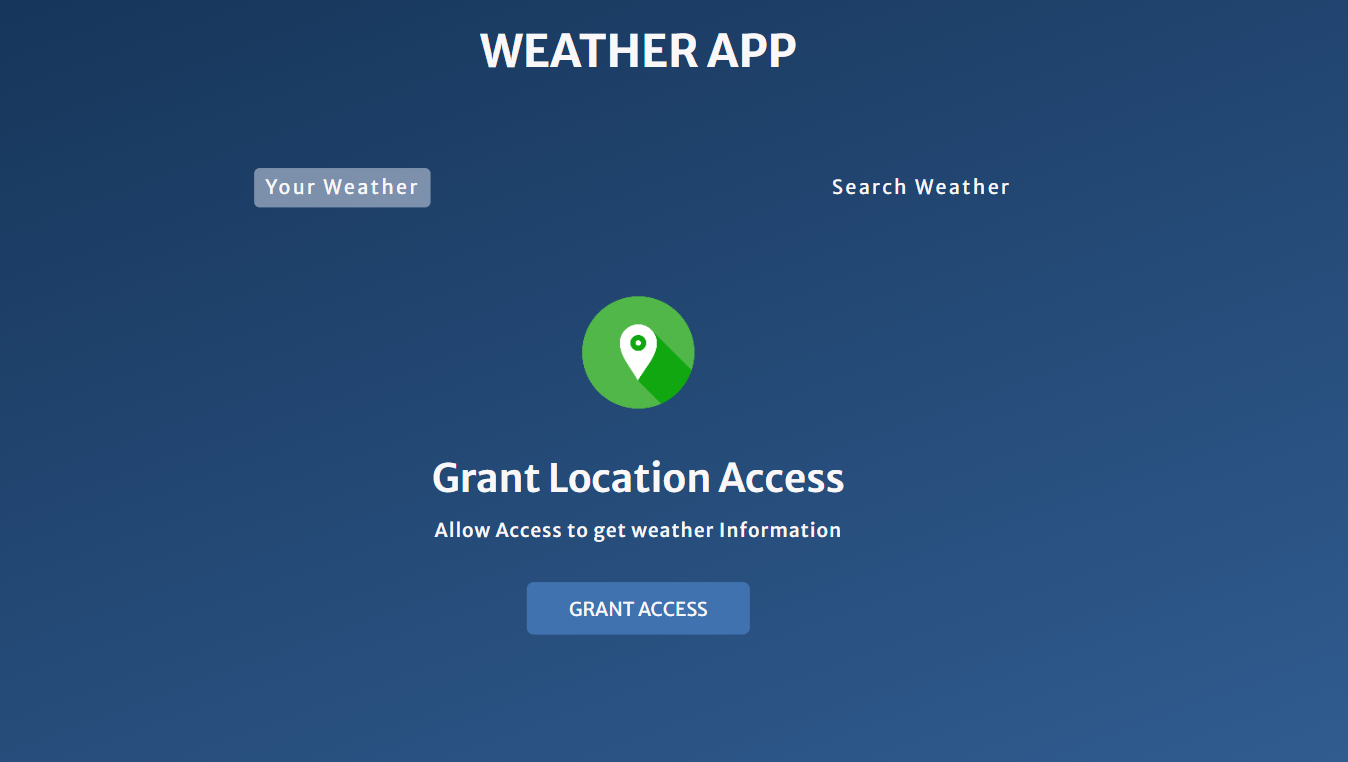 WEATHER APP
Your Weather
Search Weather
Grant Location Access
Allow Access to get weather Information
GRANT ACCESS